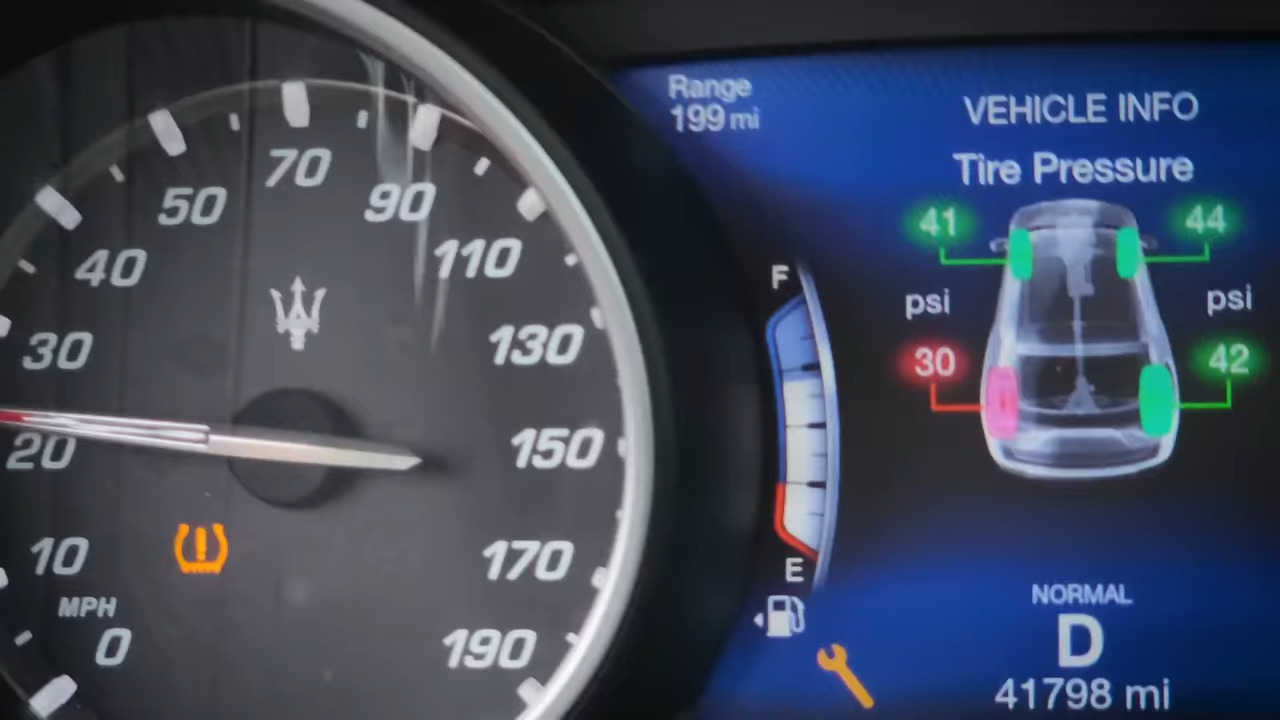 70
50
90
40
110
30
130
20
150
10
170
MPH
0
190
Range
199 mi
VEHICLE INFO
Tire Pressure
41
44
psi
psi
30
42
F
E
NORMAL
D
41798 mi